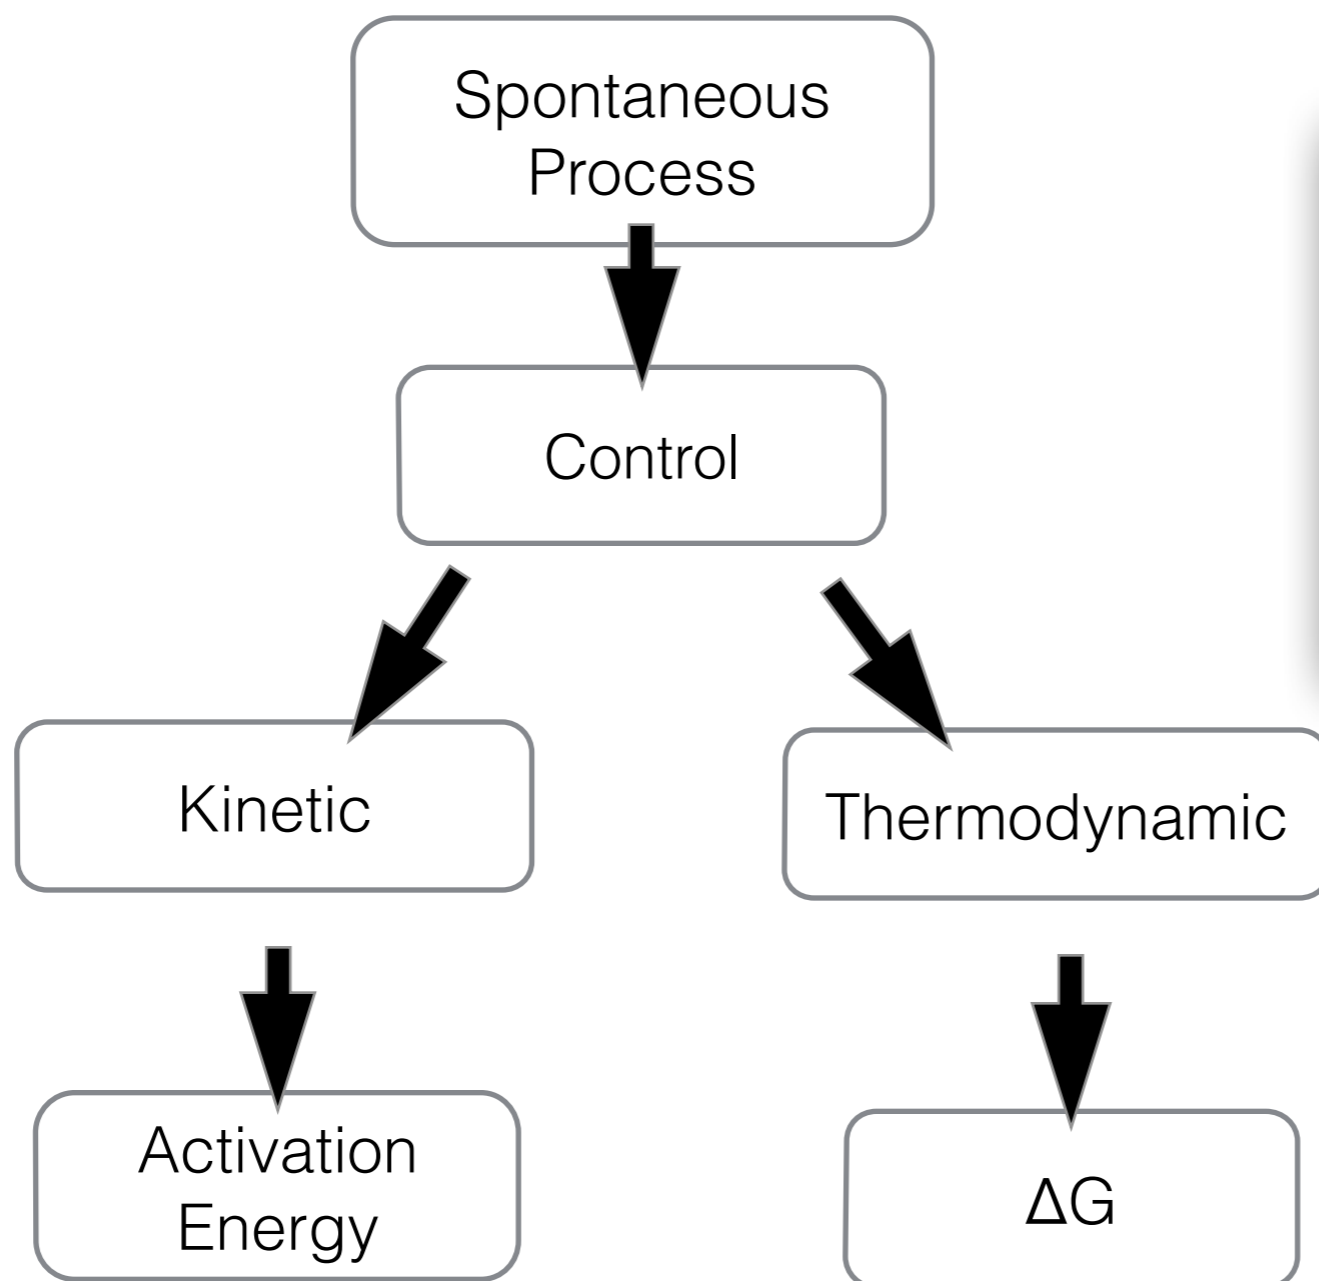 Spontaneous
Process
Control
Kinetic
Thermodynamic
Activation
Energy
ΔG